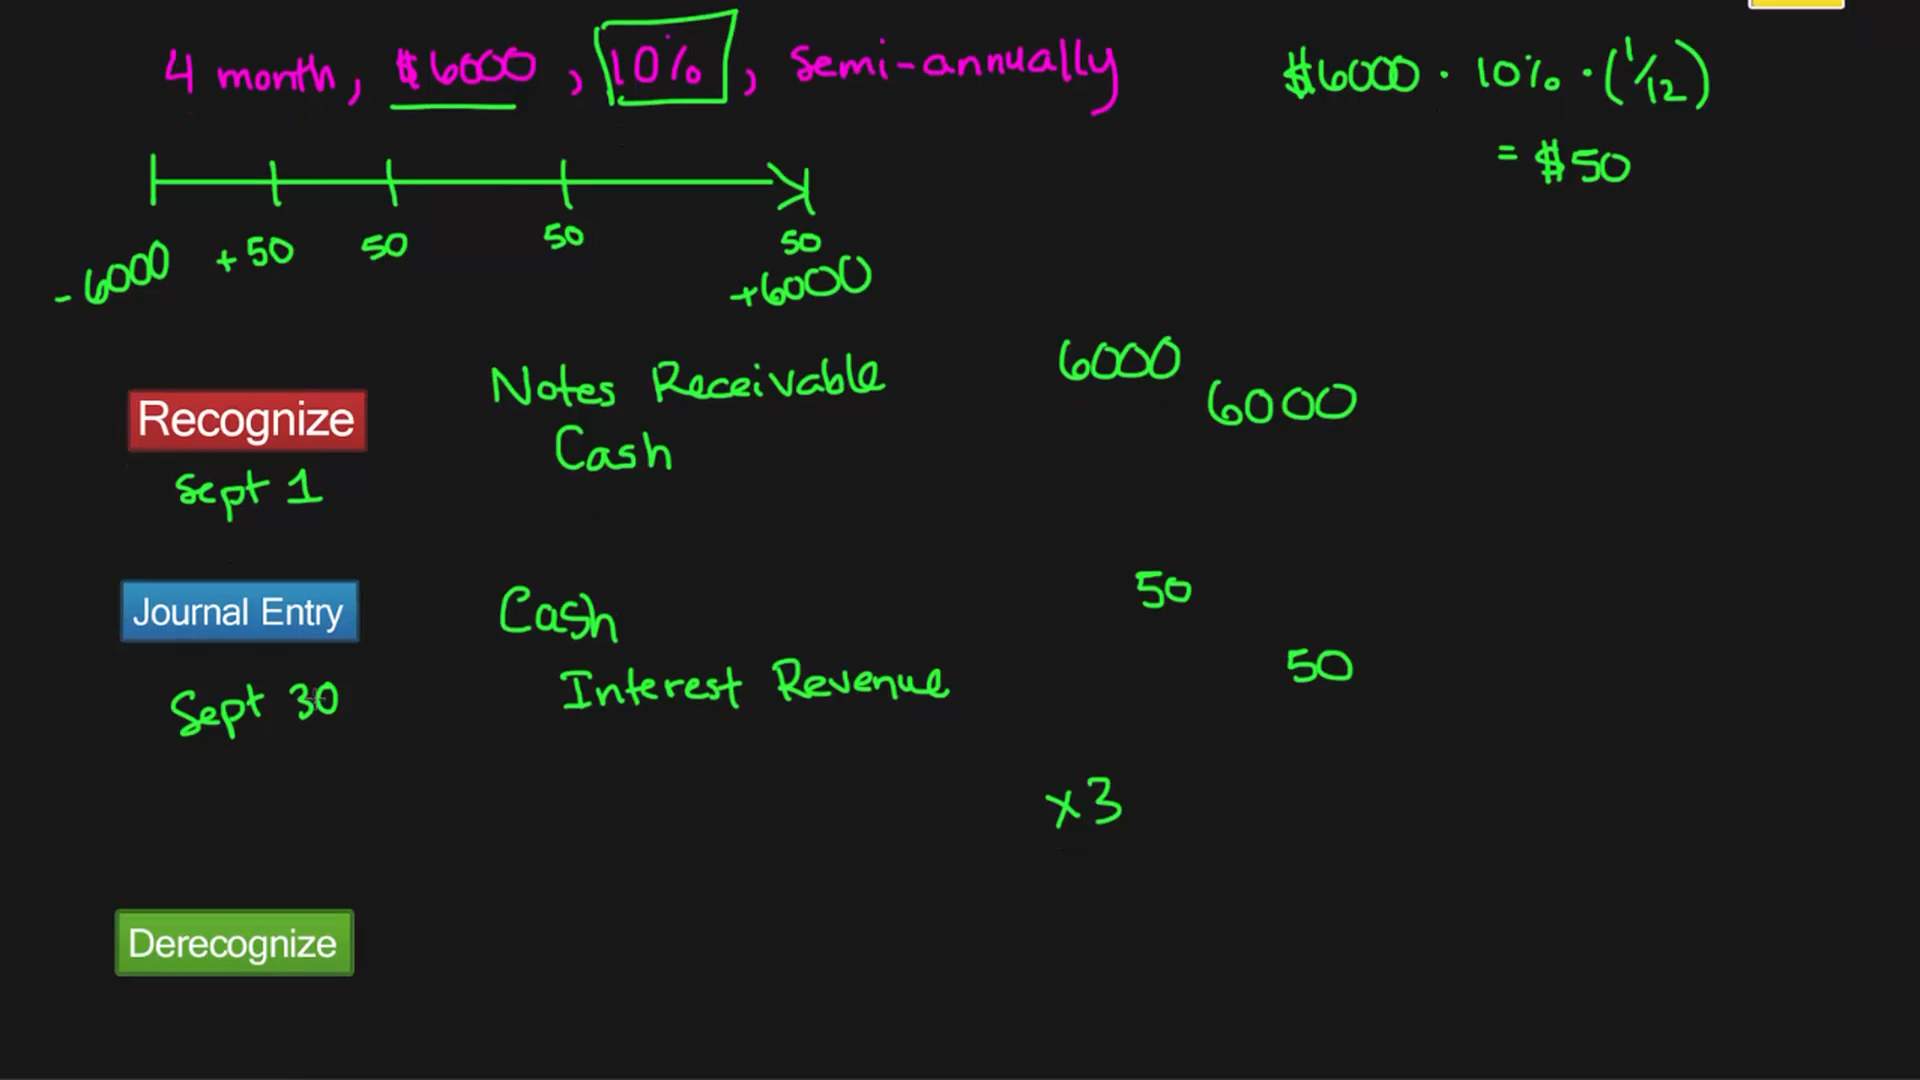 4 month, $6000, 10%, semi-annually
$6000 · 10% · (1/12)
= $50
-6000 +50 50 50 50
+6000
Recognize
Sept 1
Notes Receivable 6000
Cash 6000
Journal Entry
Sept 30
Cash 50
Interest Revenue 50
x3
Derecognize